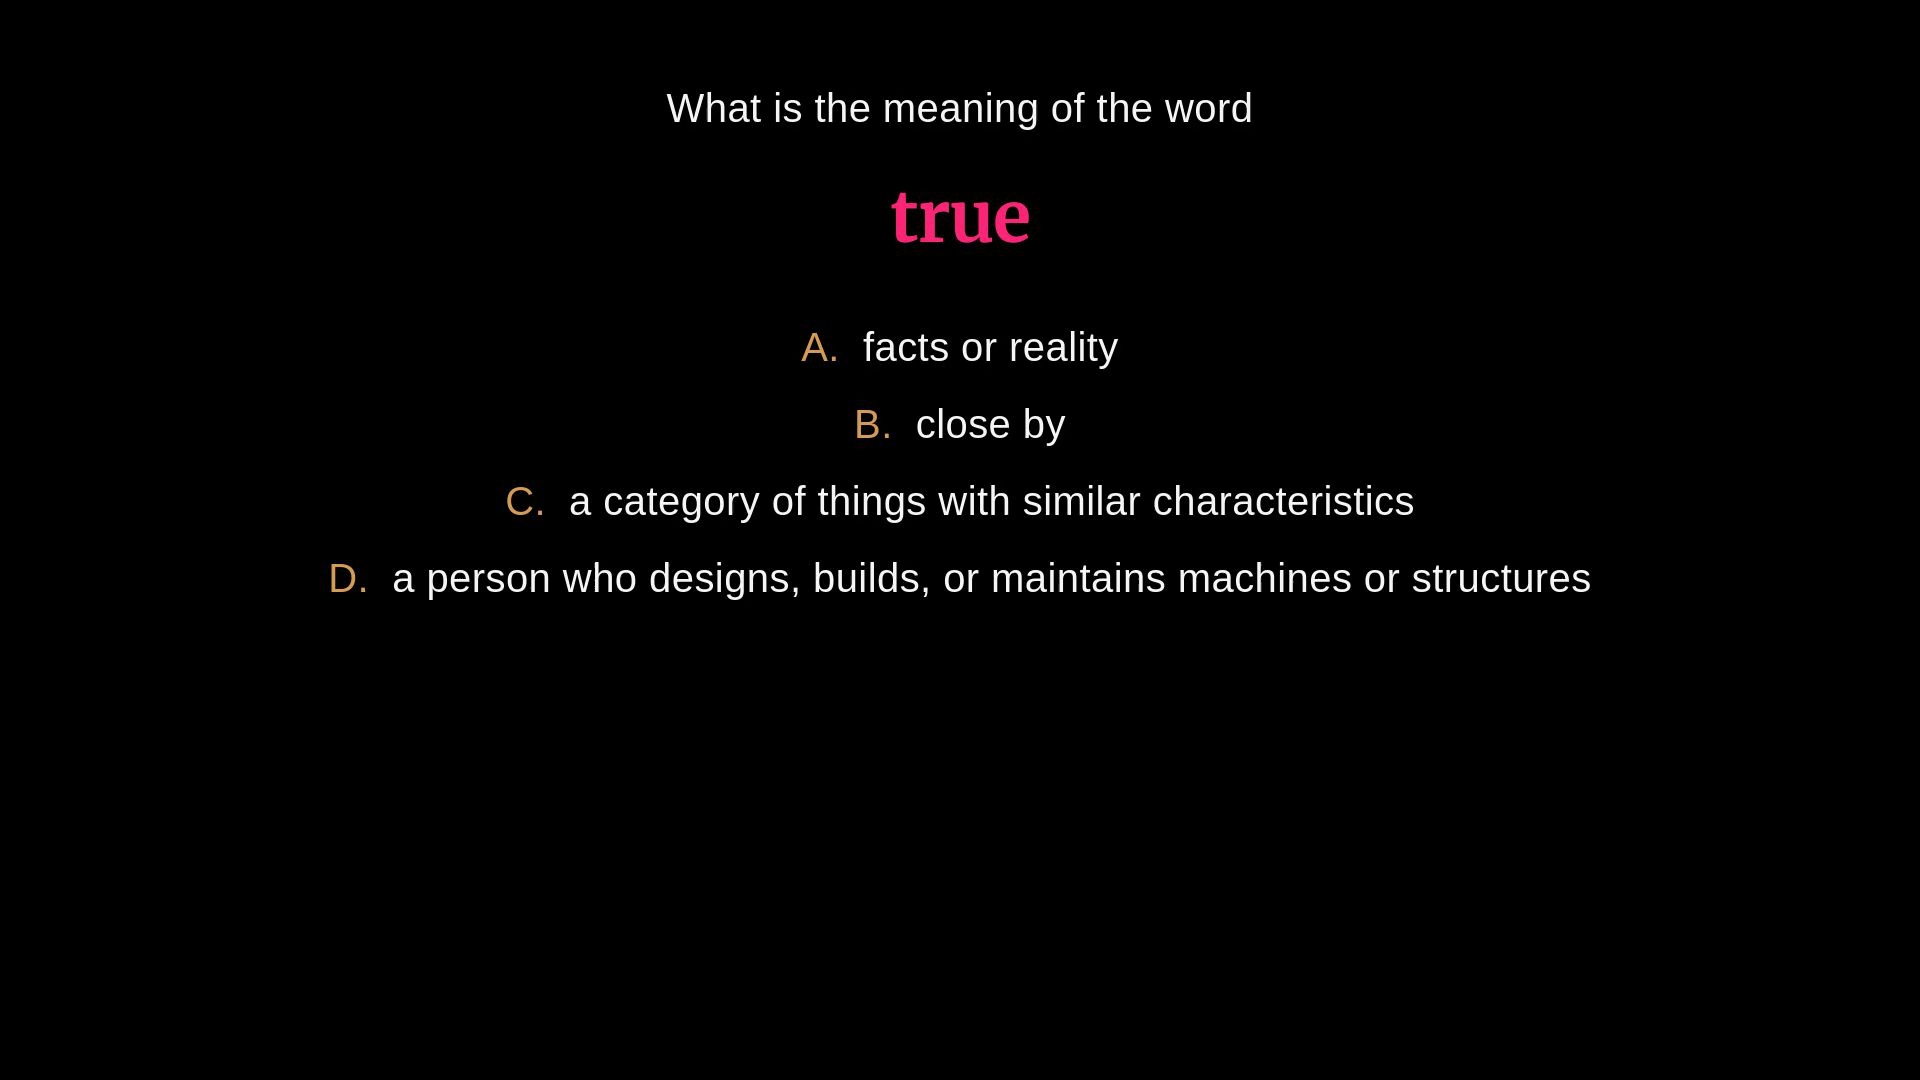 What is the meaning of the word
true
A. facts or reality
B. close by
C. a category of things with similar characteristics
D. a person who designs, builds, or maintains machines or structures